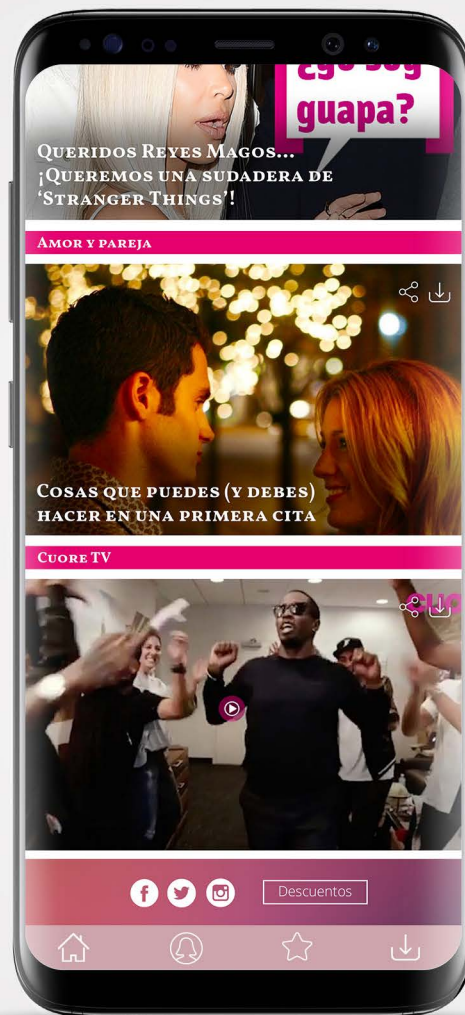 ¿yo soy
guapa?
QUERIDOS REYES MAGOS...
¡QUEREMOS UNA SUDADERA DE
‘STRANGER THINGS’!
AMOR Y PAREJA
COSAS QUE PUEDES (Y DEBES)
HACER EN UNA PRIMERA CITA
CUORE TV
CUO
Descuentos